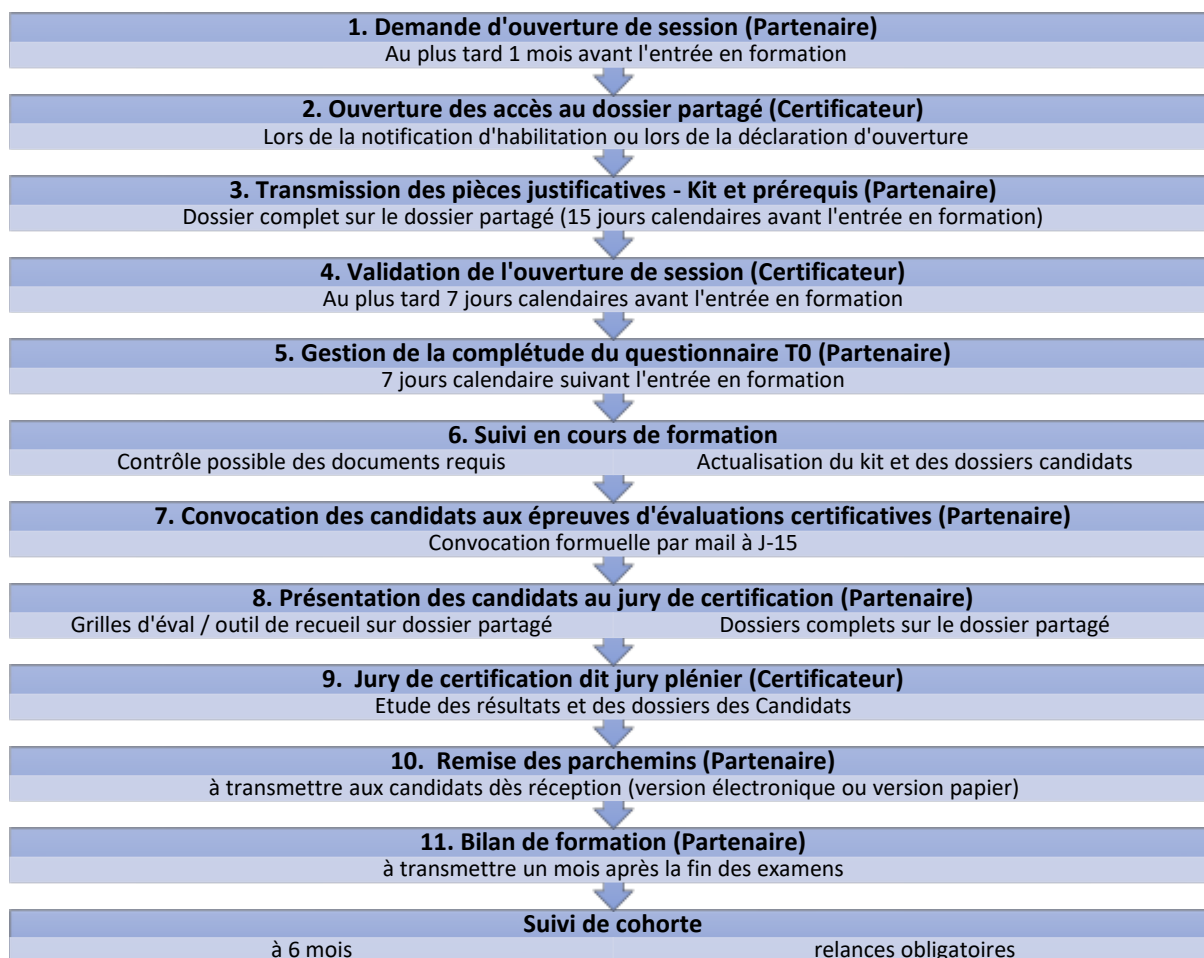 1. Demande d'ouverture de session (Partenaire)
Au plus tard 1 mois avant l'entrée en formation
2. Ouverture des accès au dossier partagé (Certificateur)
Lors de la notification d'habilitation ou lors de la déclaration d'ouverture
3. Transmission des pièces justificatives - Kit et prérequis (Partenaire)
Dossier complet sur le dossier partagé (15 jours calendaires avant l'entrée en formation)
4. Validation de l'ouverture de session (Certificateur)
Au plus tard 7 jours calendaires avant l'entrée en formation
5. Gestion de la complétude du questionnaire T0 (Partenaire)
7 jours calendaire suivant l'entrée en formation
6. Suivi en cours de formation
Contrôle possible des documents requis
Actualisation du kit et des dossiers candidats
7. Convocation des candidats aux épreuves d'évaluations certificatives (Partenaire)
Convocation formuelle par mail à J-15
8. Présentation des candidats au jury de certification (Partenaire)
Grilles d'éval / outil de recueil sur dossier partagé
Dossiers complets sur le dossier partagé
9. Jury de certification dit jury plénier (Certificateur)
Etude des résultats et des dossiers des Candidats
10. Remise des parchemins (Partenaire)
à transmettre aux candidats dès réception (version électronique ou version papier)
11. Bilan de formation (Partenaire)
à transmettre un mois après la fin des examens
Suivi de cohorte
à 6 mois
relances obligatoires